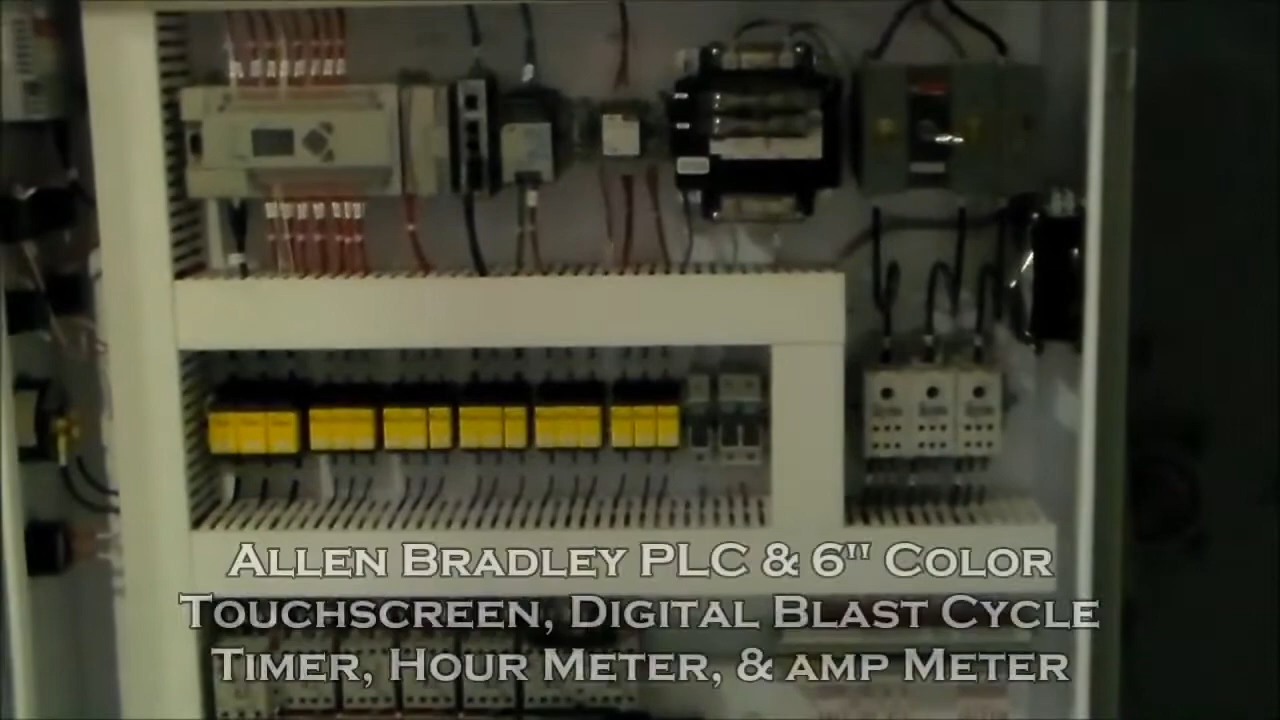 Allen Bradley PLC & 6" Color
Touchscreen, Digital Blast Cycle
Timer, Hour Meter, & amp Meter